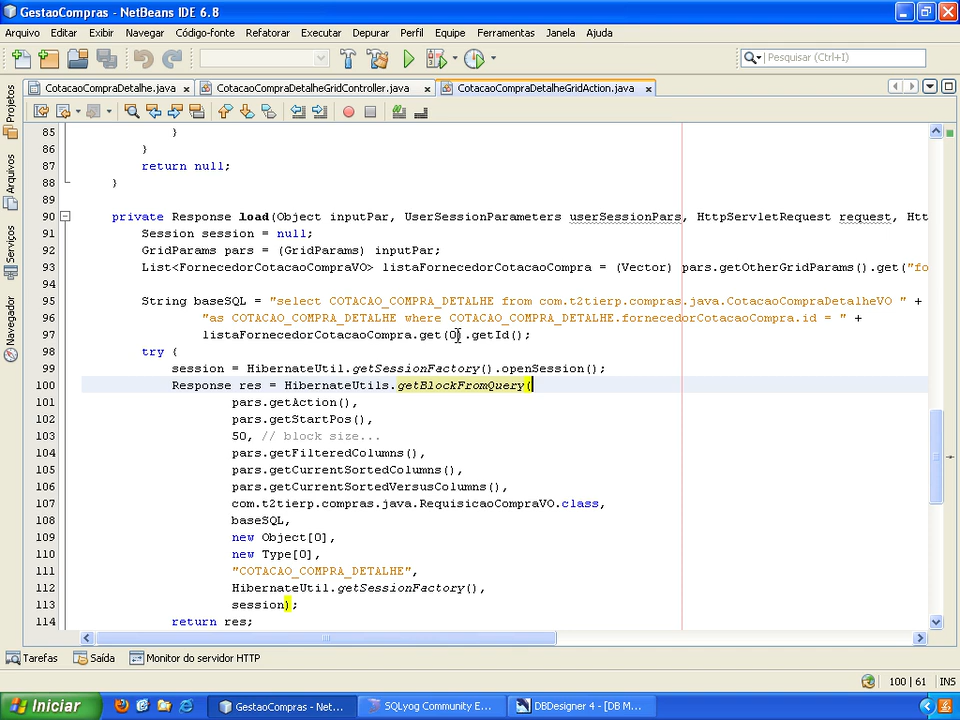 GestaoCompras - NetBeans IDE 6.8
Arquivo Editar Exibir Navegar Código-fonte Refatorar Executar Depurar Perfil Equipe Ferramentas Janela Ajuda
Pesquisar (Ctrl+I)
CotacaoCompraDetalhe.java CotacaoCompraDetalheGridController.java CotacaoCompraDetalheGridAction.java
Projetos
Arquivos
Serviços
Navegador
85 }
86 }
87 return null;
88 }
89
90 private Response load(Object inputPar, UserSessionParameters userSessionPars, HttpServletRequest request, Htt
91 Session session = null;
92 GridParams pars = (GridParams) inputPar;
93 List<FornecedorCotacaoCompraVO> listaFornecedorCotacaoCompra = (Vector) pars.getOtherGridParams().get("fo
94
95 String baseSQL = "select COTACAO_COMPRA_DETALHE from com.t2tierp.compras.java.CotacaoCompraDetalheVO " +
96 "as COTACAO_COMPRA_DETALHE where COTACAO_COMPRA_DETALHE.fornecedorCotacaoCompra.id = " +
97 listaFornecedorCotacaoCompra.get(0).getId();
98 try {
99 session = HibernateUtil.getSessionFactory().openSession();
100 Response res = HibernateUtils.getBlockFromQuery(
101 pars.getAction(),
102 pars.getStartPos(),
103 50, // block size...
104 pars.getFilteredColumns(),
105 pars.getCurrentSortedColumns(),
106 pars.getCurrentSortedVersusColumns(),
107 com.t2tierp.compras.java.RequisicaoCompraVO.class,
108 baseSQL,
109 new Object[0],
110 new Type[0],
111 "COTACAO_COMPRA_DETALHE",
112 HibernateUtil.getSessionFactory(),
113 session);
114 return res;
Tarefas Saída Monitor do servidor HTTP
100 | 61 INS
Iniciar GestaoCompras - Net... SQLyog Community E... DBDesigner 4 - [DB M...